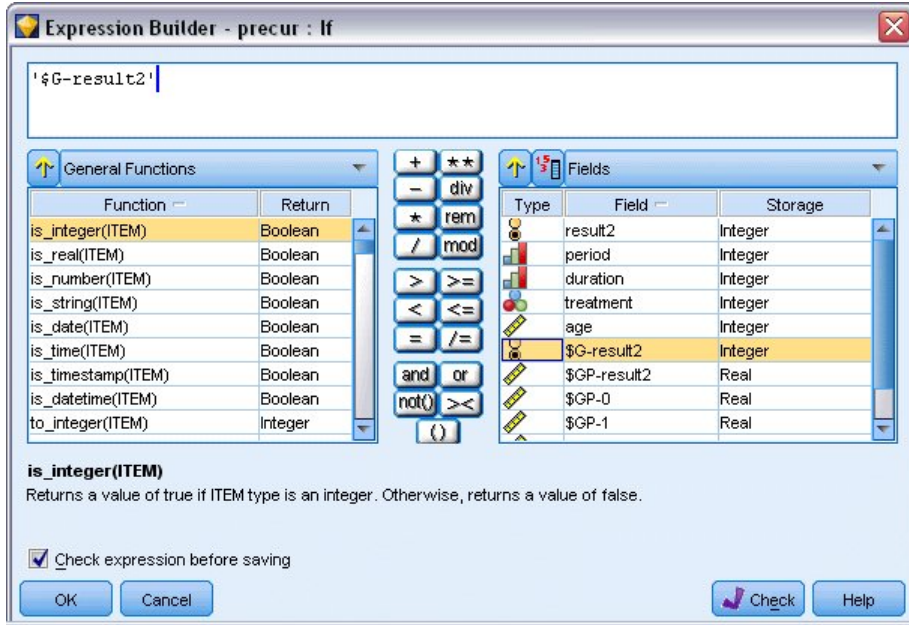 Expression Builder - precur : If
'$G-result2'
General Functions
Function Return
is_integer(ITEM) Boolean
is_real(ITEM) Boolean
is_number(ITEM) Boolean
is_string(ITEM) Boolean
is_date(ITEM) Boolean
is_time(ITEM) Boolean
is_timestamp(ITEM) Boolean
is_datetime(ITEM) Boolean
to_integer(ITEM) Integer
+ **
- div
* rem
/ mod
> >=
< <=
= /=
and or
not() ><
()
Fields
Type Field Storage
result2 Integer
period Integer
duration Integer
treatment Integer
age Integer
$G-result2 Integer
$GP-result2 Real
$GP-0 Real
$GP-1 Real
is_integer(ITEM)
Returns a value of true if ITEM type is an integer. Otherwise, returns a value of false.
Check expression before saving
OK Cancel Check Help